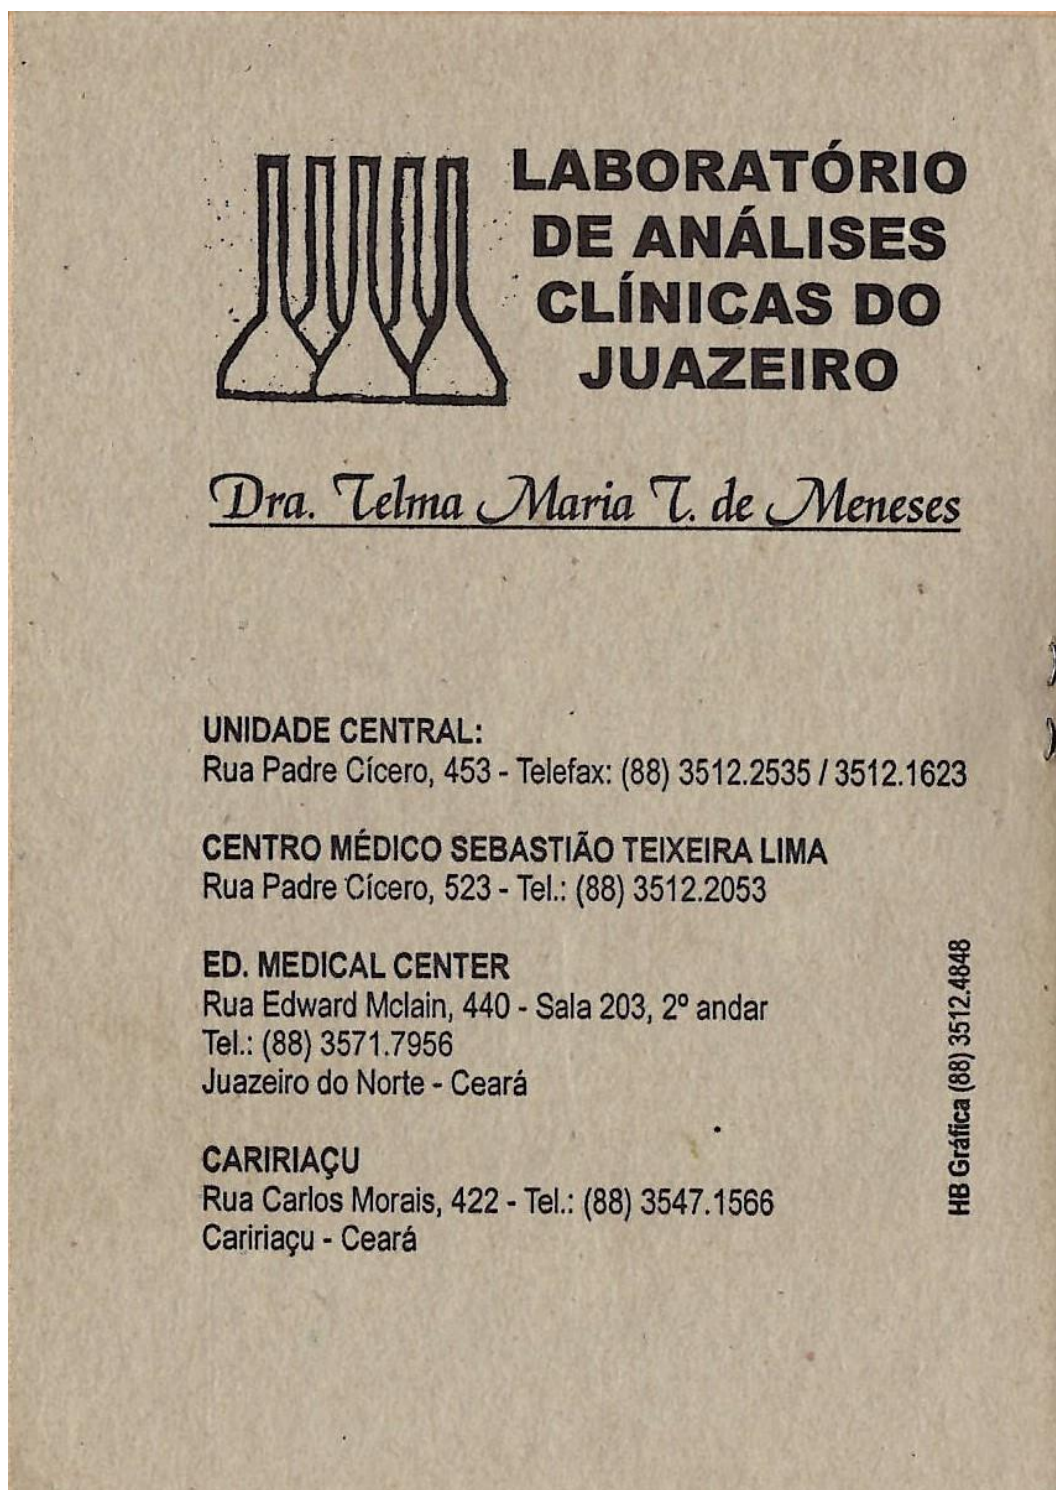 LABORATÓRIO
DE ANÁLISES
CLÍNICAS DO
JUAZEIRO
Dra. Telma Maria T. de Meneses
UNIDADE CENTRAL:
Rua Padre Cícero, 453 - Telefax: (88) 3512.2535 / 3512.1623
CENTRO MÉDICO SEBASTIÃO TEIXEIRA LIMA
Rua Padre Cícero, 523 - Tel.: (88) 3512.2053
ED. MEDICAL CENTER
Rua Edward Mclain, 440 - Sala 203, 2º andar
Tel.: (88) 3571.7956
Juazeiro do Norte - Ceará
CARIRIAÇU
Rua Carlos Morais, 422 - Tel.: (88) 3547.1566
Caririaçu - Ceará
HB Gráfica (88) 3512.4848